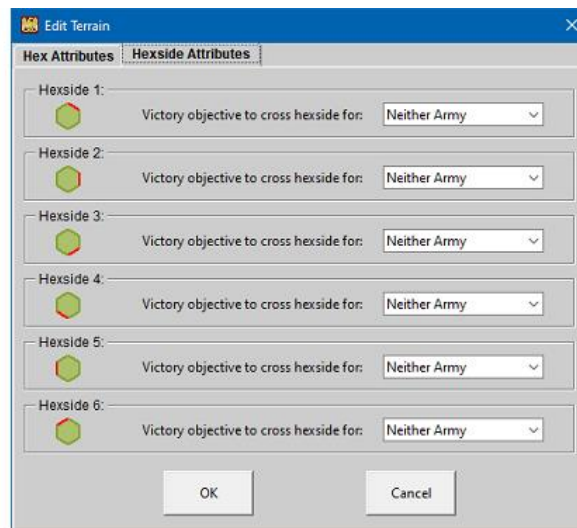 Edit Terrain
Hex Attributes Hexside Attributes
Hexside 1:
Victory objective to cross hexside for: Neither Army
Hexside 2:
Victory objective to cross hexside for: Neither Army
Hexside 3:
Victory objective to cross hexside for: Neither Army
Hexside 4:
Victory objective to cross hexside for: Neither Army
Hexside 5:
Victory objective to cross hexside for: Neither Army
Hexside 6:
Victory objective to cross hexside for: Neither Army
OK Cancel